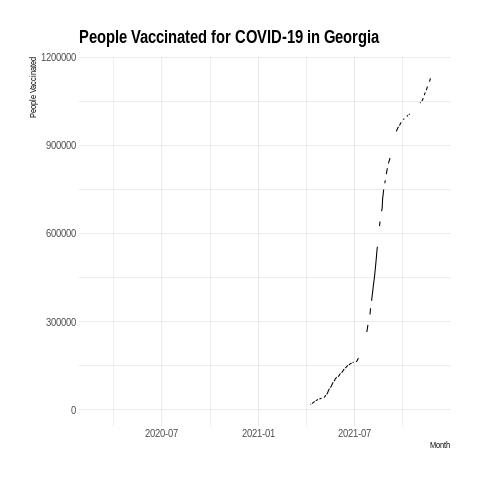 People Vaccinated for COVID-19 in Georgia
People Vaccinated
1200000
900000
600000
300000
0
2020-07
2021-01
2021-07
Month